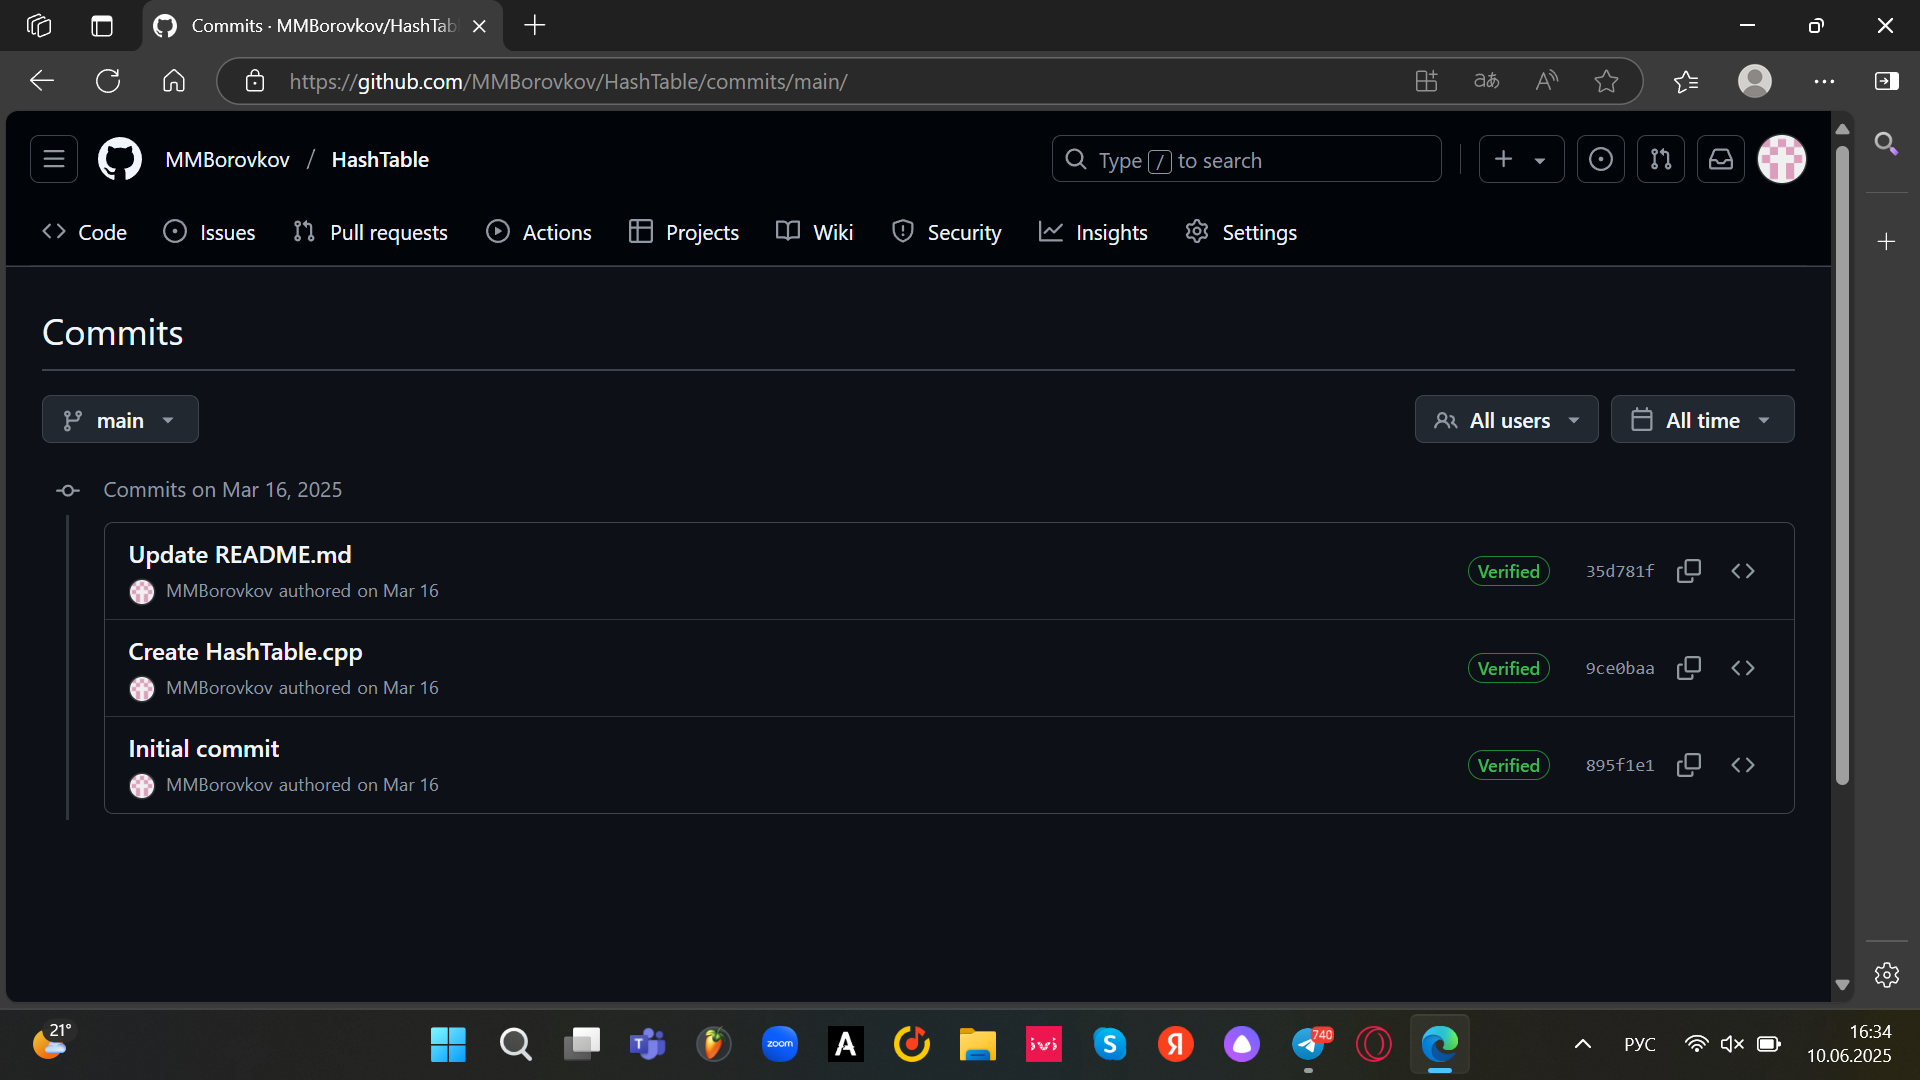 Commits · MMBorovkov/HashTab
https://github.com/MMBorovkov/HashTable/commits/main/
MMBorovkov / HashTable
Type / to search
Code
Issues
Pull requests
Actions
Projects
Wiki
Security
Insights
Settings
Commits
main
All users
All time
Commits on Mar 16, 2025
Update README.md
MMBorovkov authored on Mar 16
Verified
35d781f
Create HashTable.cpp
MMBorovkov authored on Mar 16
Verified
9ce0baa
Initial commit
MMBorovkov authored on Mar 16
Verified
895f1e1
21°
zoom
740
РУС
16:34
10.06.2025